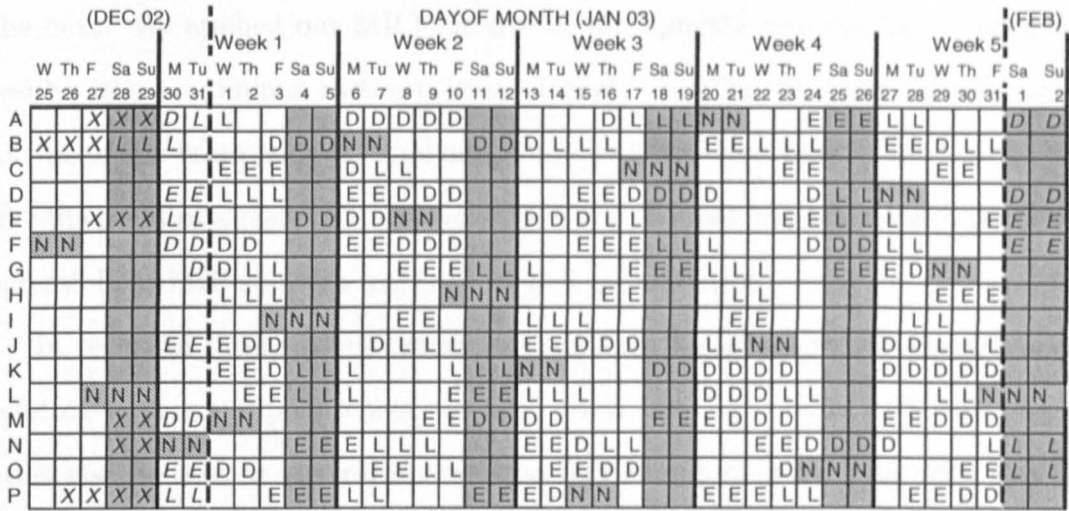 (DEC 02) DAYOF MONTH (JAN 03) (FEB)
Week 1 Week 2 Week 3 Week 4 Week 5
W Th F Sa Su M Tu W Th F Sa Su M Tu W Th F Sa Su M Tu W Th F Sa Su M Tu W Th F Sa Su M Tu W Th F Sa Su
25 26 27 28 29 30 31 1 2 3 4 5 6 7 8 9 10 11 12 13 14 15 16 17 18 19 20 21 22 23 24 25 26 27 28 29 30 31 1 2
A X X X D L L D D D D D D L L L N N E E E L L D D
B X X X L L L D D D N N D D D L L L E E L L L E E D L L
C E E E D L L N N N E E E E
D E E L L L E E D D D E E D D D D D L L N N D D
E X X X L L D D D D N N D D D L L E E L L L E E E
F N N D D D D E E D D D E E E L L L D D D L L E E
G D D L L E E E L L L E E E L L L E E E D N N
H L L L N N N E E L L E E E
I N N N E E L L L E E L L
J E E E D D D L L L E E D D D L L N N D D L L L
K E E D L L L L L L N N D D D D D D D D D D D
L N N N E E L L L E E E L L L D D D L L L L N N N
M X X D D N N E E D D D D E E E D D D E E D D D
N X X N N E E E L L L E E D L L E E D D D D L L L
O E E D D E E L L L E E D D D N N N E E L L
P X X X X L L E E E L L E E E D N N E E E L L E E D D